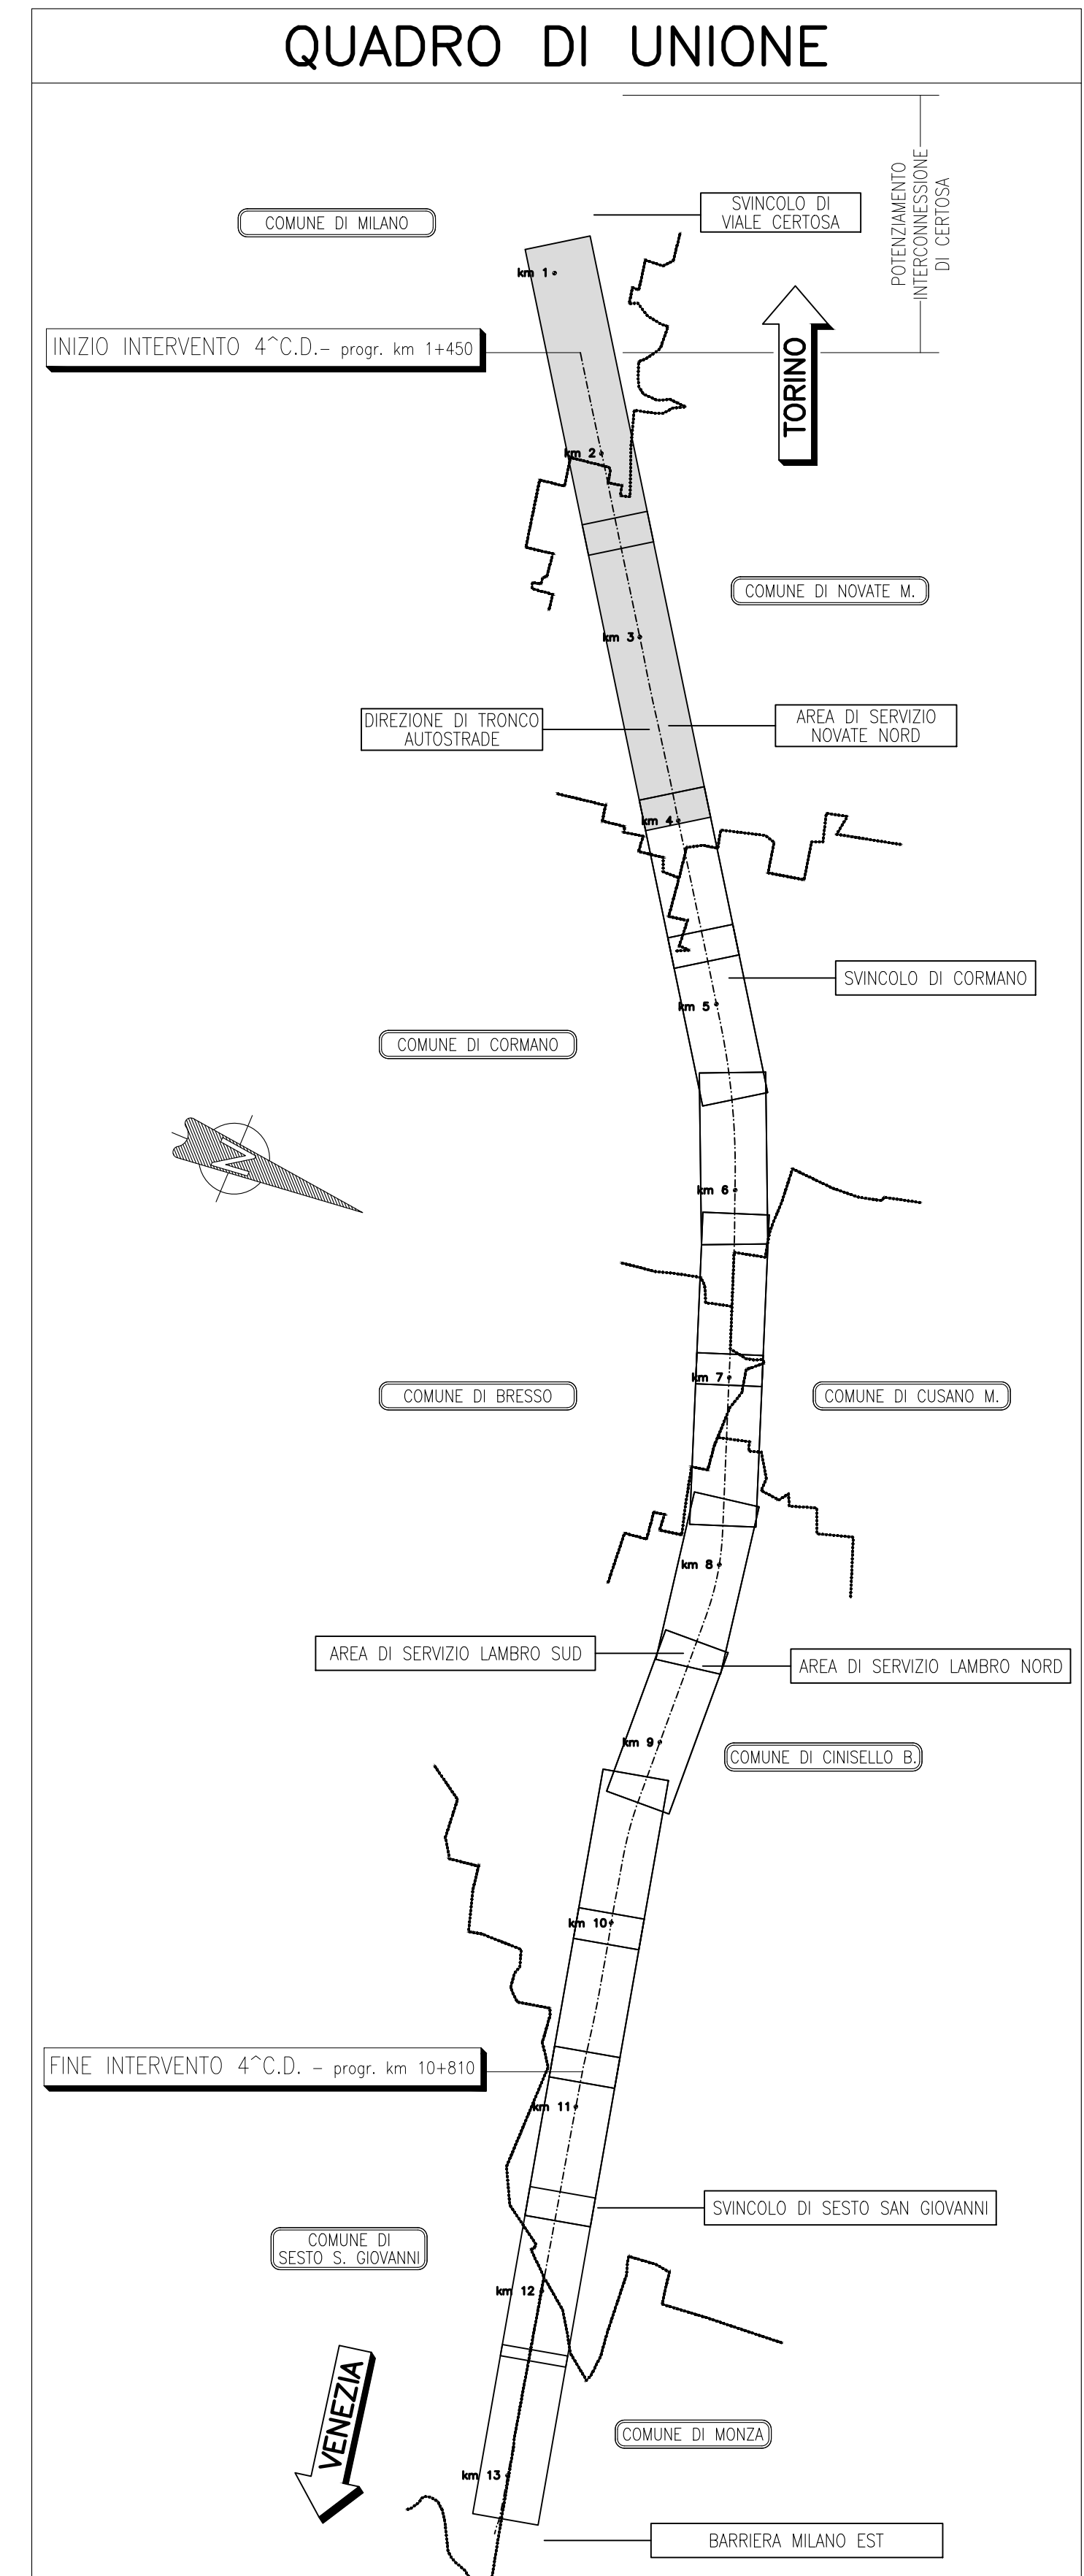 QUADRO DI UNIONE
POTENZIAMENTO
INTERCONNESSIONE
DI CERTOSA
COMUNE DI MILANO
SVINCOLO DI
VIALE CERTOSA
km 1
INIZIO INTERVENTO 4^C.D.– progr. km 1+450
TORINO
km 2
COMUNE DI NOVATE M.
km 3
DIREZIONE DI TRONCO
AUTOSTRADE
AREA DI SERVIZIO
NOVATE NORD
km 4
SVINCOLO DI CORMANO
km 5
COMUNE DI CORMANO
N
km 6
km 7
COMUNE DI BRESSO
COMUNE DI CUSANO M.
km 8
AREA DI SERVIZIO LAMBRO SUD
AREA DI SERVIZIO LAMBRO NORD
km 9
COMUNE DI CINISELLO B.
km 10
FINE INTERVENTO 4^C.D. – progr. km 10+810
km 11
SVINCOLO DI SESTO SAN GIOVANNI
COMUNE DI
SESTO S. GIOVANNI
km 12
VENEZIA
COMUNE DI MONZA
km 13
BARRIERA MILANO EST